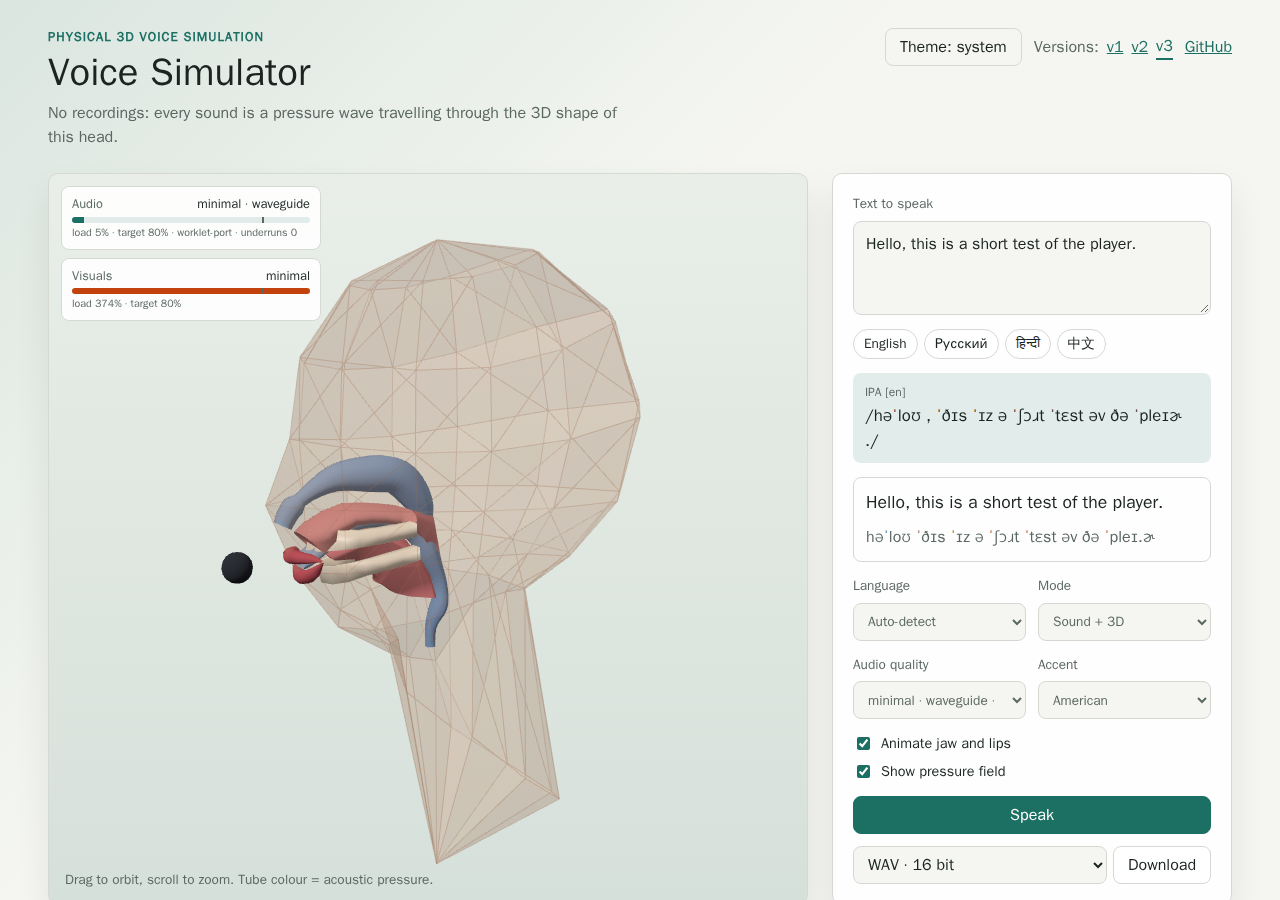 PHYSICAL 3D VOICE SIMULATION
Voice Simulator
No recordings: every sound is a pressure wave travelling through the 3D shape of
this head.
Theme: system
Versions: v1 v2 v3 GitHub
Audio minimal · waveguide
load 5% · target 80% · worklet-port · underruns 0
Visuals minimal
load 374% · target 80%
Drag to orbit, scroll to zoom. Tube colour = acoustic pressure.
Text to speak
Hello, this is a short test of the player.
English Русский हिन्दी 中文
IPA [en]
/həˈloʊ , ˈðɪs ˈɪz ə ˈʃɔɹt ˈtɛst əv ðə ˈpleɪɚ
./
Hello, this is a short test of the player.
həˈloʊ ˈðɪs ˈɪz ə ˈʃɔɹt ˈtɛst əv ðə ˈpleɪ.ɚ
Language Mode
Auto-detect Sound + 3D
Audio quality Accent
minimal · waveguide · American
Animate jaw and lips
Show pressure field
Speak
WAV · 16 bit Download